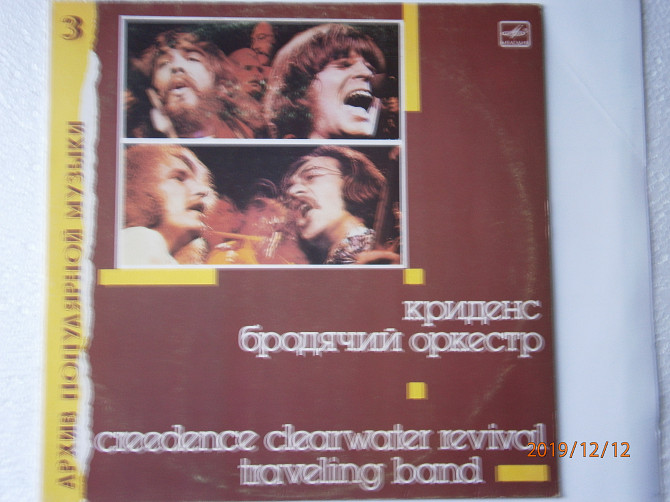 3
АРХИВ ПОПУЛЯРНОЙ МУЗЫКИ
криденс
бродячий оркестр
creedence clearwater revival
traveling band
2019/12/12